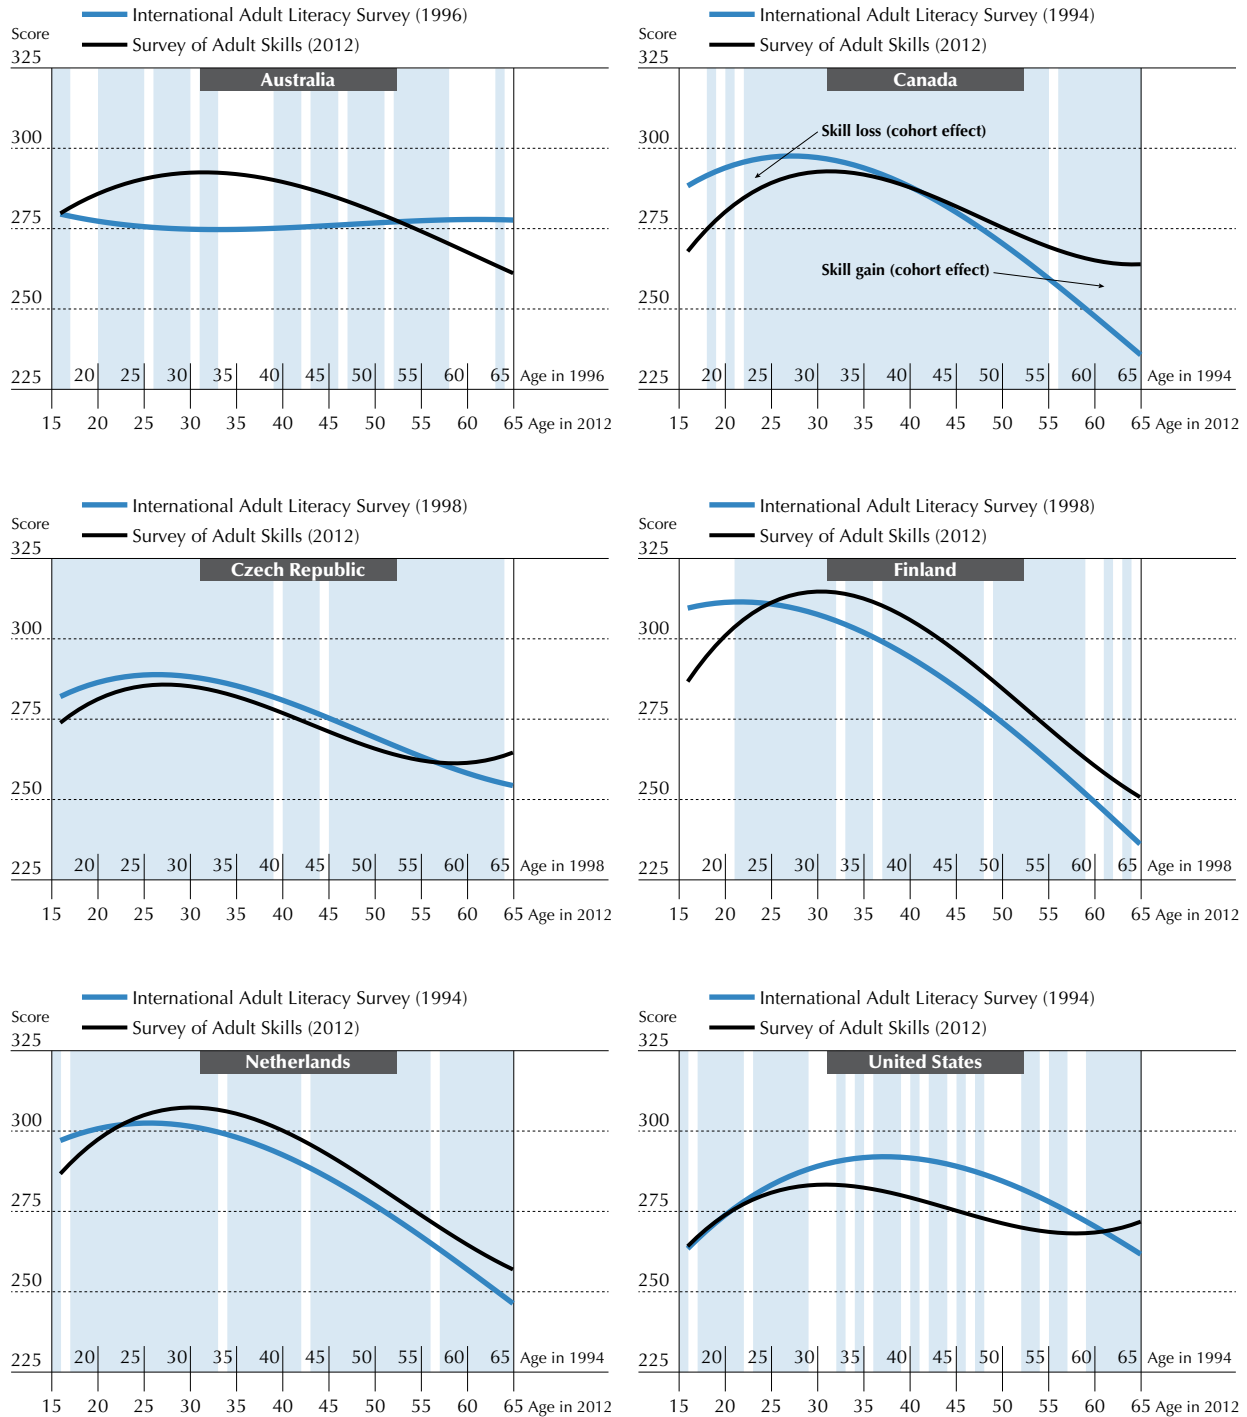 International Adult Literacy Survey (1996)
Survey of Adult Skills (2012)
Score
325
Australia
300
275
250
225
20 25 30 35 40 45 50 55 60 65 Age in 1996
15 20 25 30 35 40 45 50 55 60 65 Age in 2012
International Adult Literacy Survey (1994)
Survey of Adult Skills (2012)
Score
325
Canada
Skill loss (cohort effect)
300
275
Skill gain (cohort effect)
250
225
20 25 30 35 40 45 50 55 60 65 Age in 1994
15 20 25 30 35 40 45 50 55 60 65 Age in 2012
International Adult Literacy Survey (1998)
Survey of Adult Skills (2012)
Score
325
Czech Republic
300
275
250
225
20 25 30 35 40 45 50 55 60 65 Age in 1998
15 20 25 30 35 40 45 50 55 60 65 Age in 2012
International Adult Literacy Survey (1998)
Survey of Adult Skills (2012)
Score
325
Finland
300
275
250
225
20 25 30 35 40 45 50 55 60 65 Age in 1998
15 20 25 30 35 40 45 50 55 60 65 Age in 2012
International Adult Literacy Survey (1994)
Survey of Adult Skills (2012)
Score
325
Netherlands
300
275
250
225
20 25 30 35 40 45 50 55 60 65 Age in 1994
15 20 25 30 35 40 45 50 55 60 65 Age in 2012
International Adult Literacy Survey (1994)
Survey of Adult Skills (2012)
Score
325
United States
300
275
250
225
20 25 30 35 40 45 50 55 60 65 Age in 1994
15 20 25 30 35 40 45 50 55 60 65 Age in 2012